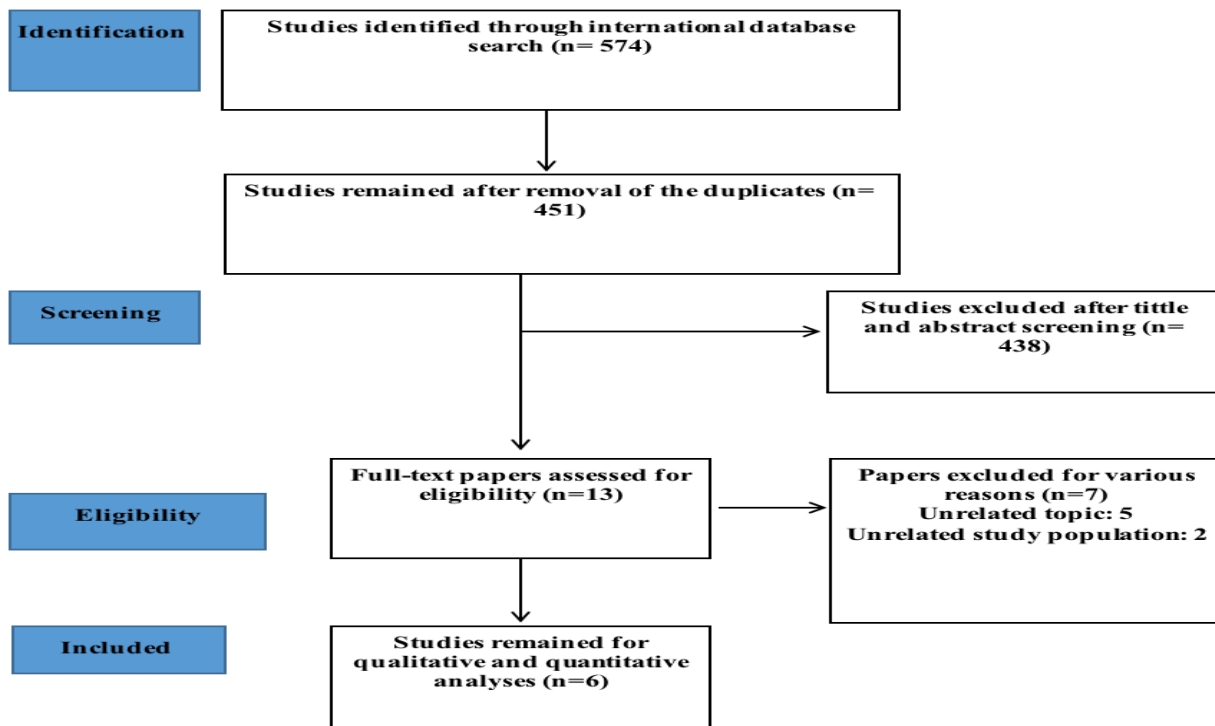 Identification
Studies identified through international database
search (n= 574)
Studies remained after removal of the duplicates (n=
451)
Screening
Studies excluded after tittle
and abstract screening (n=
438)
Full-text papers assessed for
eligibility (n=13)
Papers excluded for various
reasons (n=7)
Unrelated topic: 5
Unrelated study population: 2
Eligibility
Included
Studies remained for
qualitative and quantitative
analyses (n=6)